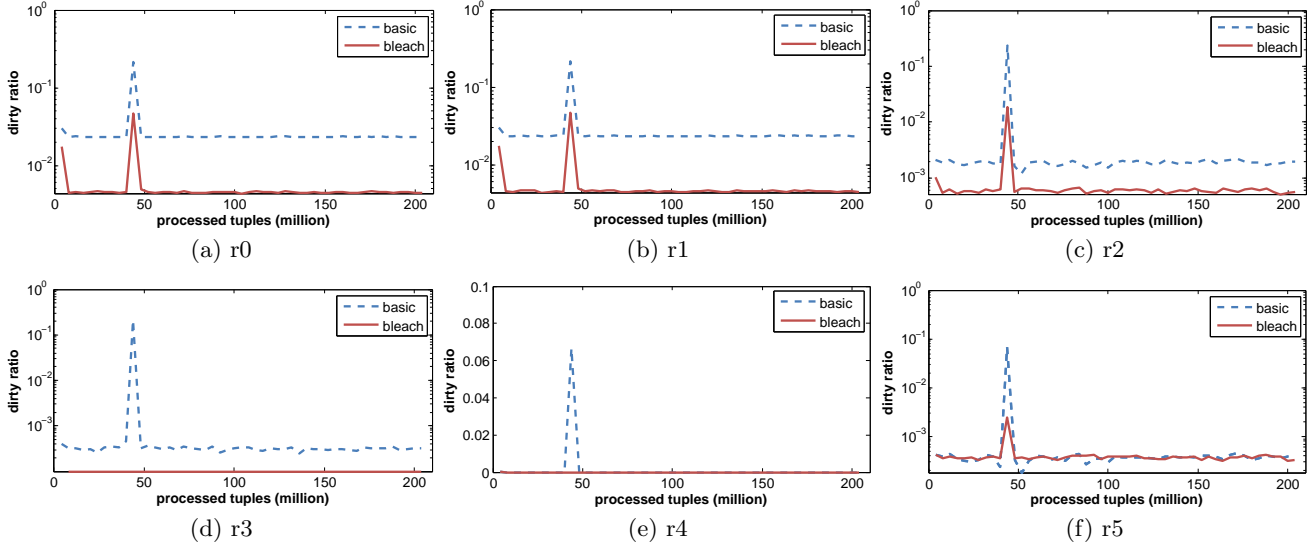 10^0
basic
bleach
dirty ratio
10^-1
10^-2
0 50 100 150 200
processed tuples (million)
(a) r0
10^0
basic
bleach
dirty ratio
10^-1
10^-2
0 50 100 150 200
processed tuples (million)
(b) r1
10^0
basic
bleach
10^-1
dirty ratio
10^-2
10^-3
0 50 100 150 200
processed tuples (million)
(c) r2
10^0
basic
bleach
10^-1
dirty ratio
10^-2
10^-3
0 50 100 150 200
processed tuples (million)
(d) r3
0.1
basic
bleach
0.08
0.06
dirty ratio
0.04
0.02
0
0 50 100 150 200
processed tuples (million)
(e) r4
10^0
basic
bleach
10^-1
dirty ratio
10^-2
10^-3
0 50 100 150 200
processed tuples (million)
(f) r5